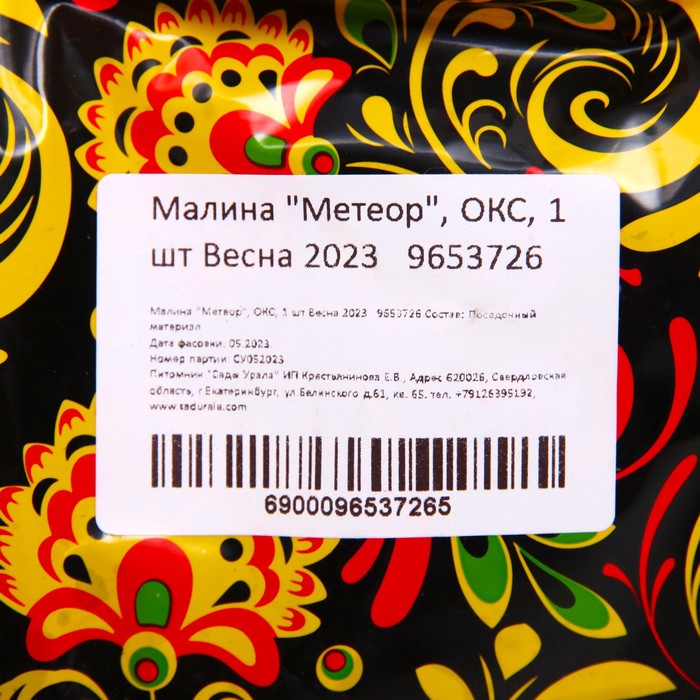 Малина "Метеор", ОКС, 1
шт Весна 2023 9653726
Малина "Метеор", ОКС, 1 шт Весна 2023 9653726 Состав: Посадочный
материал
Дата фасовки: 05.2023
Номер партии: СУ052023
Питомник "Сады Урала" ИП Крестьянинова Е.В., Адрес 620026, Свердловская
область, г.Екатеринбург, ул.Белинского д.61, кв. 65. тел. +79126395192,
www.sadurala.com
6900096537265